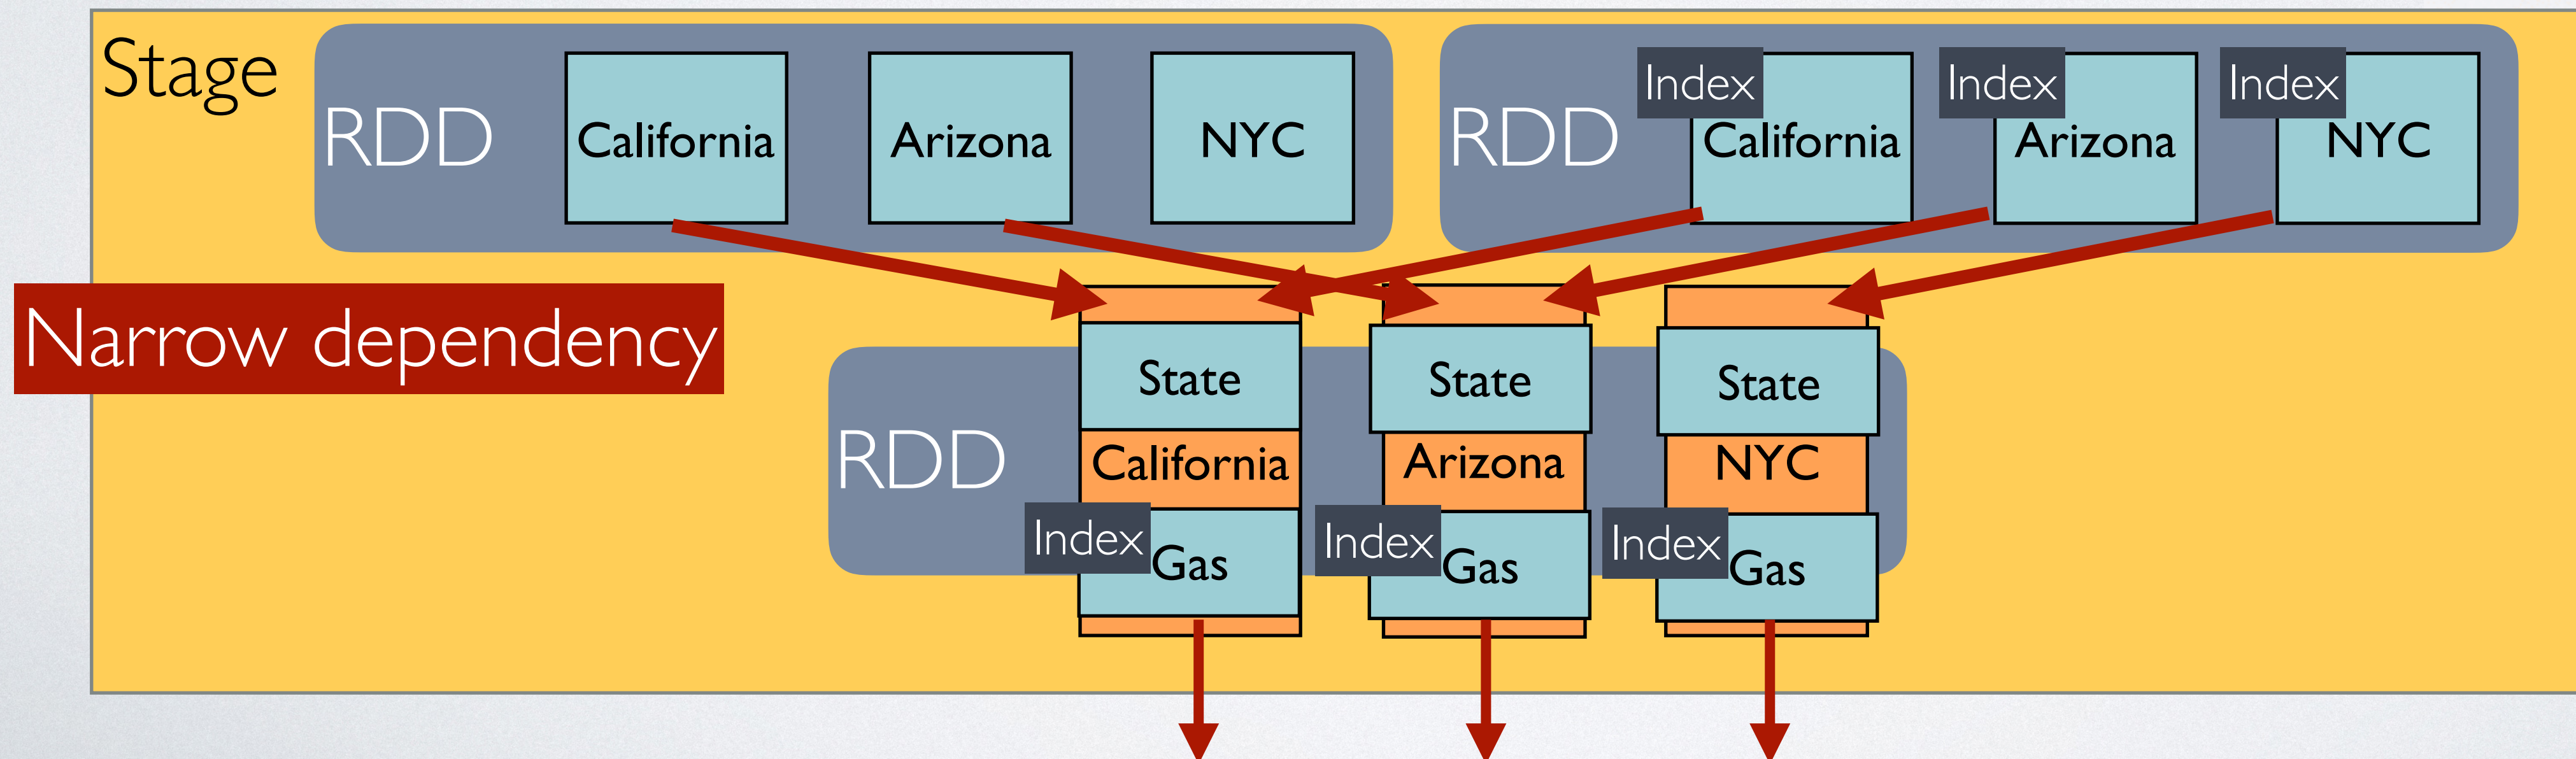 Stage
RDD
California
Arizona
NYC
RDD
Index
California
Index
Arizona
Index
NYC
Narrow dependency
RDD
State
California
Index
Gas
State
Arizona
Index
Gas
State
NYC
Index
Gas